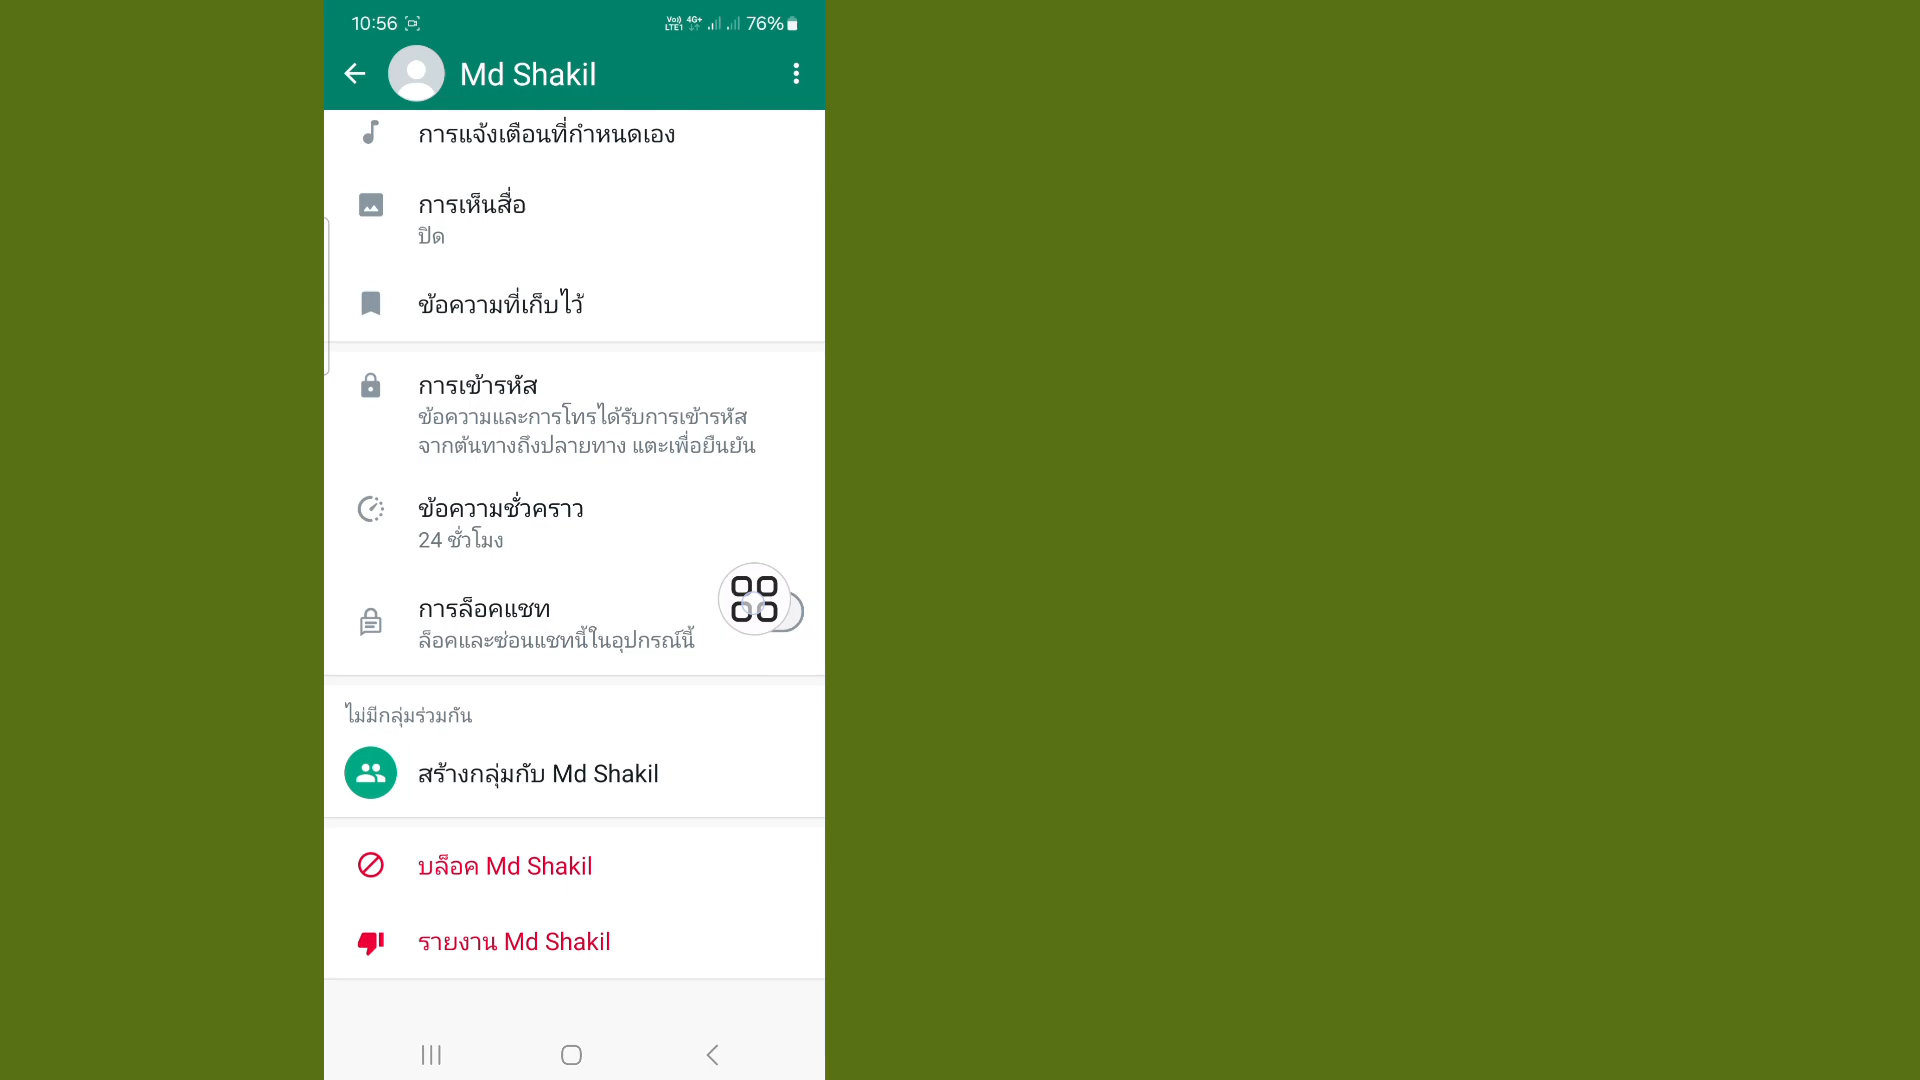 10:56 Vo)) LTE1 4G+ 76%
Md Shakil
การแจ้งเตือนที่กำหนดเอง
การเห็นสื่อ
ปิด
ข้อความที่เก็บไว้
การเข้ารหัส
ข้อความและการโทรได้รับการเข้ารหัส
จากต้นทางถึงปลายทาง แตะเพื่อยืนยัน
ข้อความชั่วคราว
24 ชั่วโมง
การล็อคแชท
ล็อคและซ่อนแชทนี้ในอุปกรณ์นี้
ไม่มีกลุ่มร่วมกัน
สร้างกลุ่มกับ Md Shakil
บล็อค Md Shakil
รายงาน Md Shakil